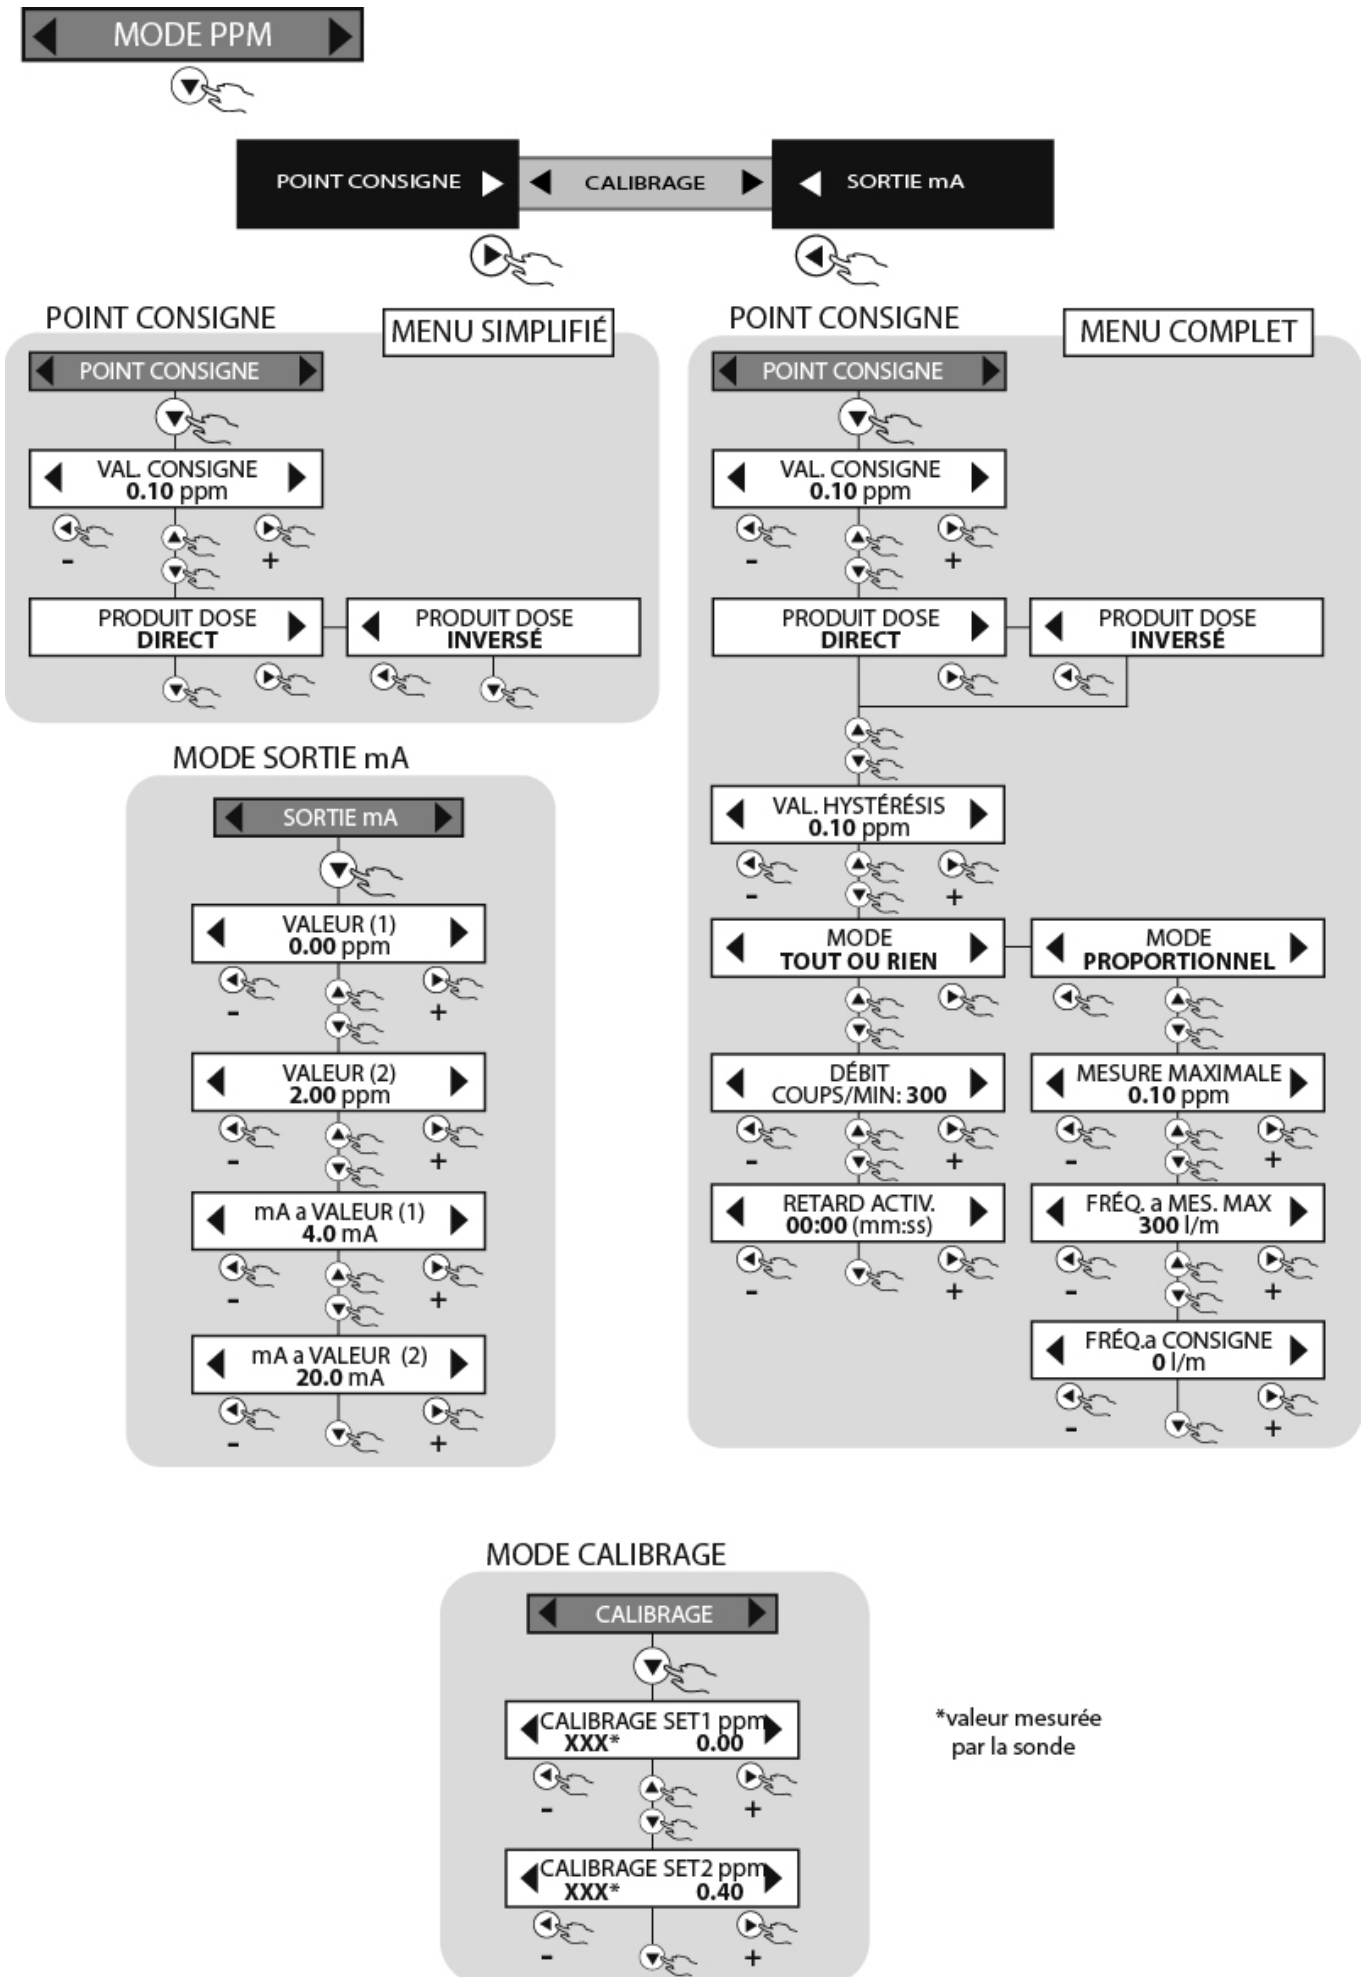 MODE PPM
POINT CONSIGNE
CALIBRAGE
SORTIE mA
POINT CONSIGNE
MENU SIMPLIFIÉ
POINT CONSIGNE
VAL. CONSIGNE
0.10 ppm
-
+
PRODUIT DOSE
DIRECT
PRODUIT DOSE
INVERSÉ
MODE SORTIE mA
SORTIE mA
VALEUR (1)
0.00 ppm
-
+
VALEUR (2)
2.00 ppm
-
+
mA a VALEUR (1)
4.0 mA
-
+
mA a VALEUR (2)
20.0 mA
-
+
POINT CONSIGNE
MENU COMPLET
POINT CONSIGNE
VAL. CONSIGNE
0.10 ppm
-
+
PRODUIT DOSE
DIRECT
PRODUIT DOSE
INVERSÉ
VAL. HYSTÉRÉSIS
0.10 ppm
-
+
MODE
TOUT OU RIEN
MODE
PROPORTIONNEL
DÉBIT
COUPS/MIN: 300
-
+
MESURE MAXIMALE
0.10 ppm
-
+
RETARD ACTIV.
00:00 (mm:ss)
-
+
FRÉQ. a MES. MAX
300 l/m
-
+
FRÉQ.a CONSIGNE
0 l/m
-
+
MODE CALIBRAGE
CALIBRAGE
CALIBRAGE SET1 ppm
XXX* 0.00
-
+
CALIBRAGE SET2 ppm
XXX* 0.40
-
+
*valeur mesurée
par la sonde